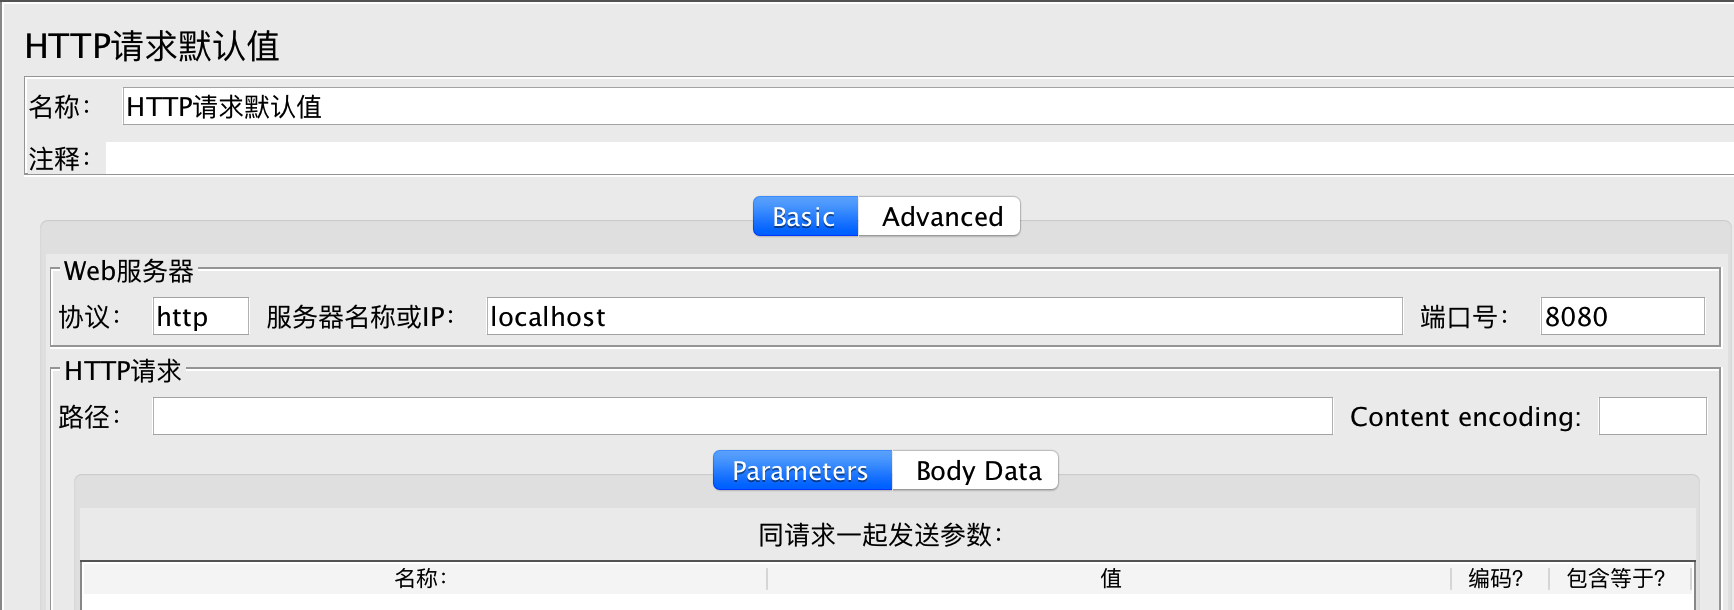 HTTP请求默认值
名称： HTTP请求默认值
注释：
Basic Advanced
Web服务器
协议： http 服务器名称或IP： localhost 端口号： 8080
HTTP请求
路径： Content encoding:
Parameters Body Data
同请求一起发送参数：
名称： 值 编码? 包含等于?